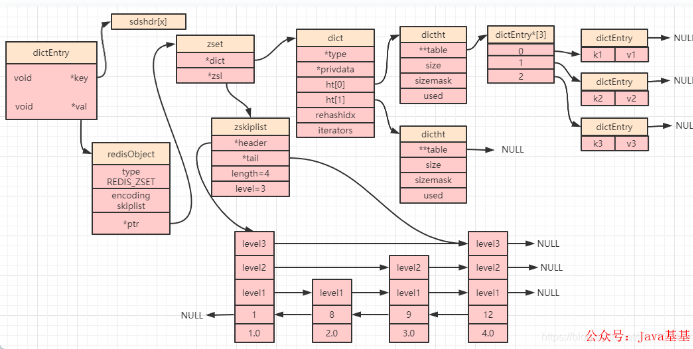 sdshdr[x]
dictEntry
void *key
void *val
redisObject
type
REDIS_ZSET
encoding
skiplist
*ptr
zset
*dict
*zsl
zskiplist
*header
*tail
length=4
level=3
dict
*type
*privdata
ht[0]
ht[1]
rehashidx
iterators
dictht
**table
size
sizemask
used
dictht
**table
size
sizemask
used
NULL
dictEntry*[3]
0
1
2
dictEntry
k1 v1
NULL
dictEntry
k2 v2
NULL
dictEntry
k3 v3
NULL
level3 level3 NULL
level2 level2 level2 NULL
level1 level1 level1 level1 NULL
NULL 1 8 9 12
1.0 2.0 3.0 4.0
公众号：Java基基